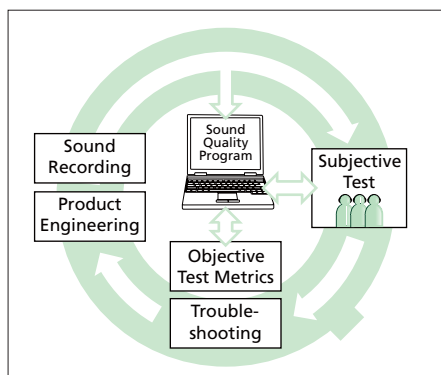 Sound
Quality
Program
Sound
Recording
Product
Engineering
Subjective
Test
Objective
Test Metrics
Trouble-
shooting